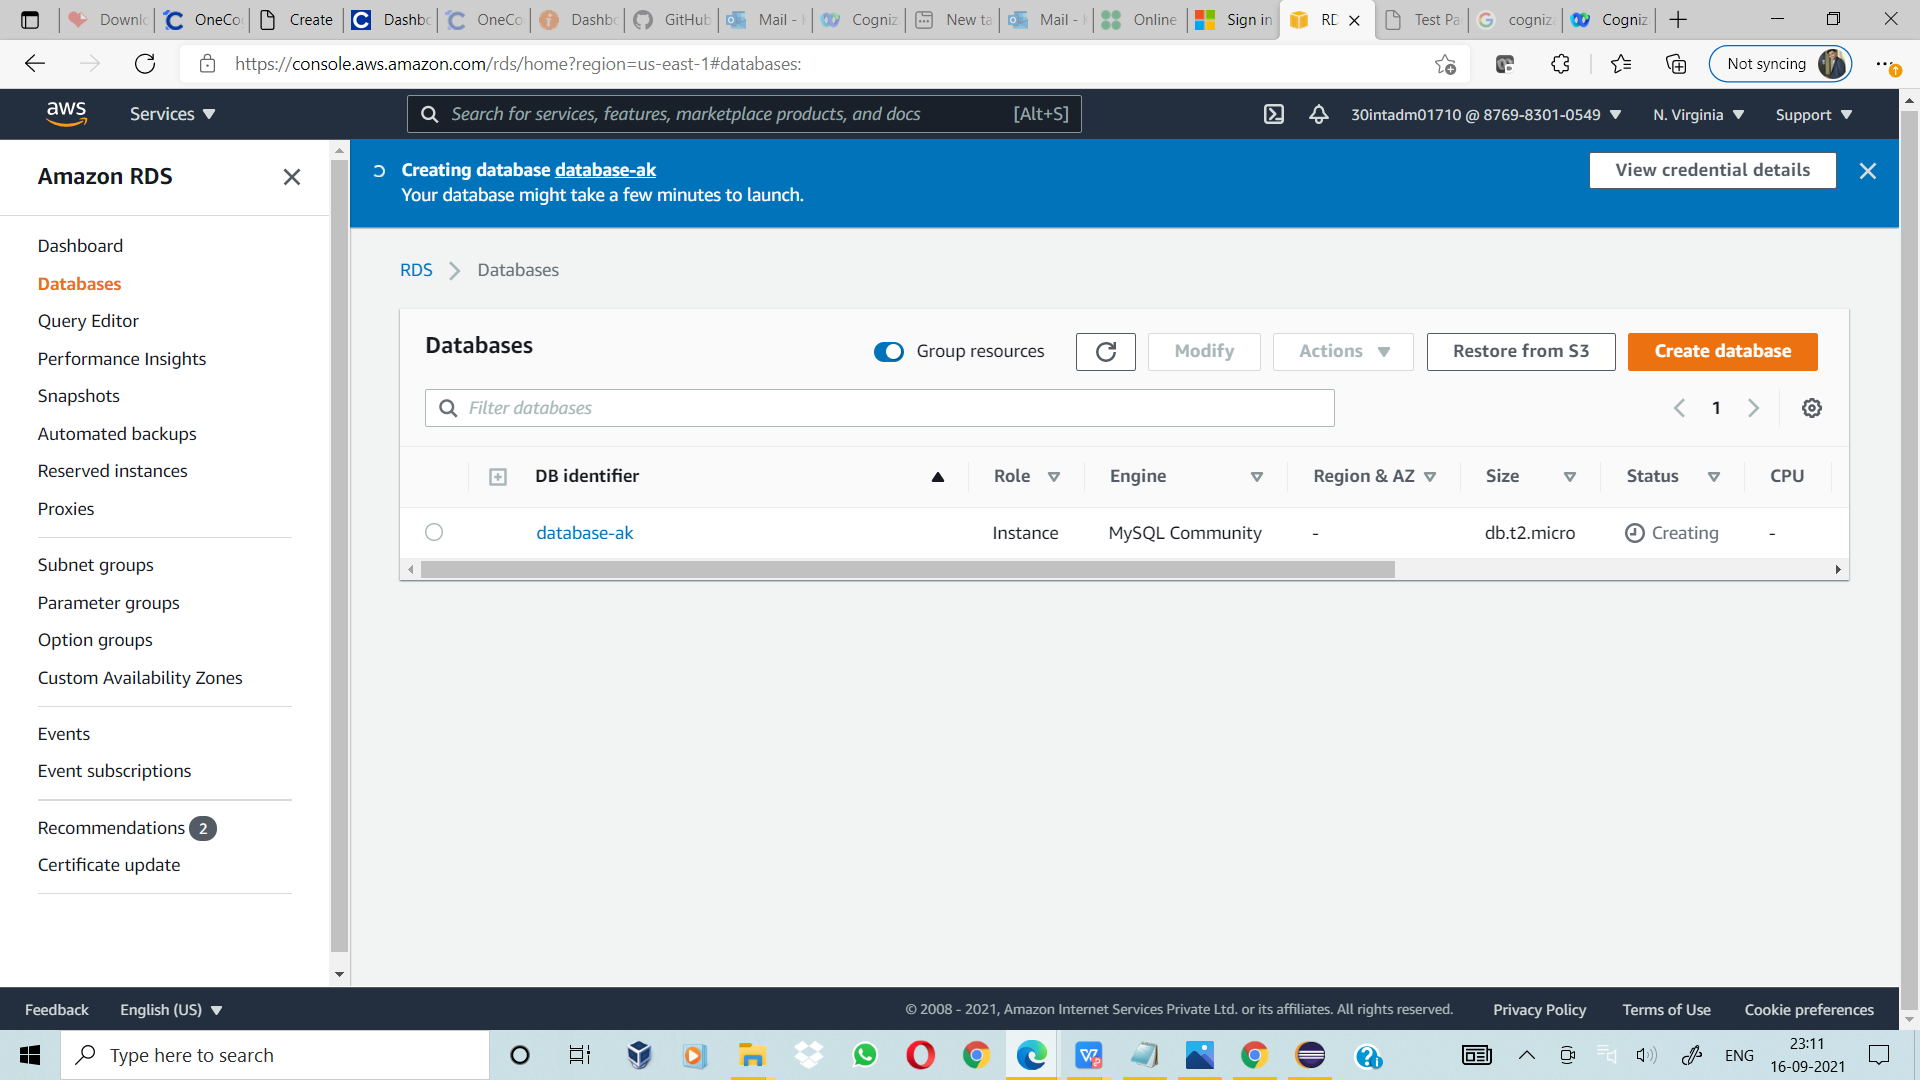 Downl
OneCo
Create
Dashbo
OneCo
Dashbo
GitHub
Mail -
Cogniz
New ta
Mail -
Online
Sign in
RD
Test Pa
cogniza
Cogniz
https://console.aws.amazon.com/rds/home?region=us-east-1#databases:
Not syncing
aws
Services
Search for services, features, marketplace products, and docs
[Alt+S]
30intadm01710 @ 8769-8301-0549
N. Virginia
Support
Amazon RDS
Creating database database-ak
Your database might take a few minutes to launch.
View credential details
Dashboard
Databases
Query Editor
Performance Insights
Snapshots
Automated backups
Reserved instances
Proxies
Subnet groups
Parameter groups
Option groups
Custom Availability Zones
Events
Event subscriptions
Recommendations 2
Certificate update
RDS > Databases
Databases
Group resources
Modify
Actions
Restore from S3
Create database
Filter databases
1
DB identifier Role Engine Region & AZ Size Status CPU
database-ak Instance MySQL Community - db.t2.micro Creating -
Feedback
English (US)
© 2008 - 2021, Amazon Internet Services Private Ltd. or its affiliates. All rights reserved.
Privacy Policy
Terms of Use
Cookie preferences
Type here to search
ENG
23:11
16-09-2021